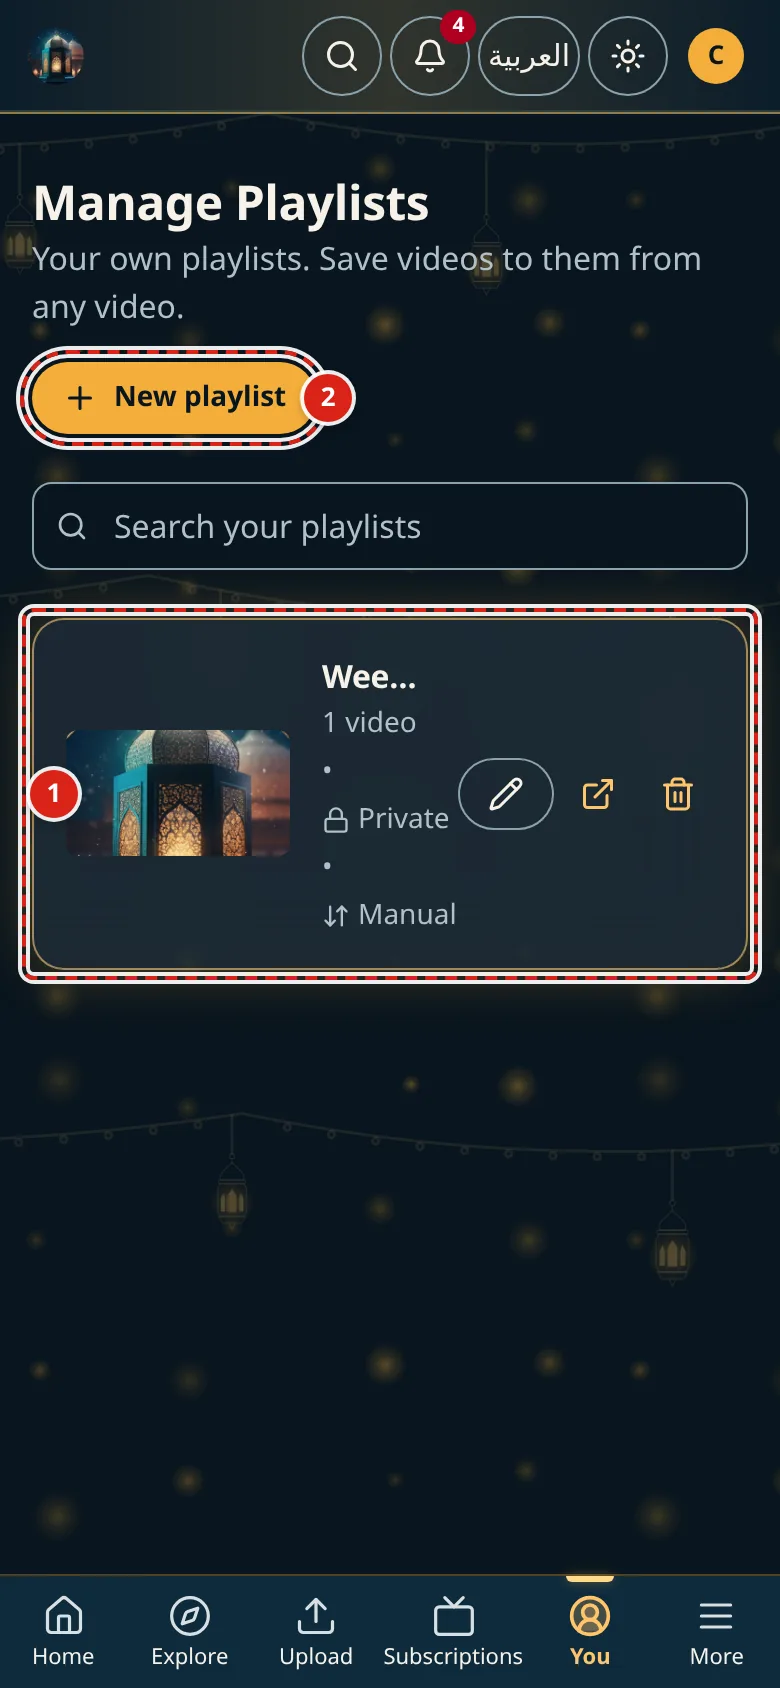 4
العربية
C
Manage Playlists
Your own playlists. Save videos to them from
any video.
New playlist
2
Search your playlists
1
Wee...
1 video
•
Private
•
Manual
Home
Explore
Upload
Subscriptions
You
More